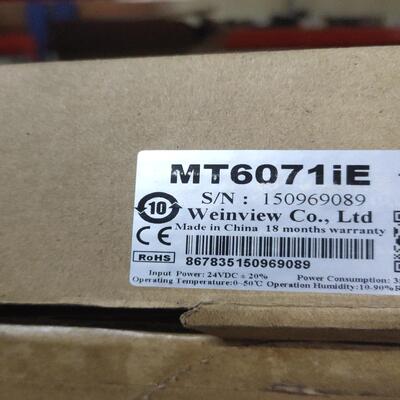 MT6071iE
S/N : 150969089
10
Weinview Co., Ltd
CE
Made in China 18 months warranty
RoHS
867835150969089
Input Power: 24VDC ± 20% Power Consumption: 3
Operating Temperature:0~50℃ Operation Humidity:10-90%R